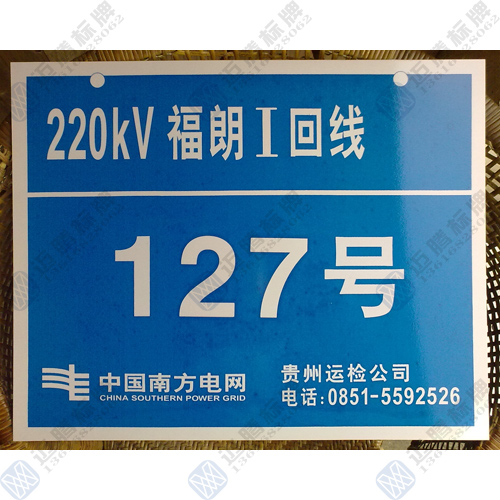 220kV 福朗Ⅰ回线
127号
中国南方电网
CHINA SOUTHERN POWER GRID
贵州运检公司
电话:0851-5592526